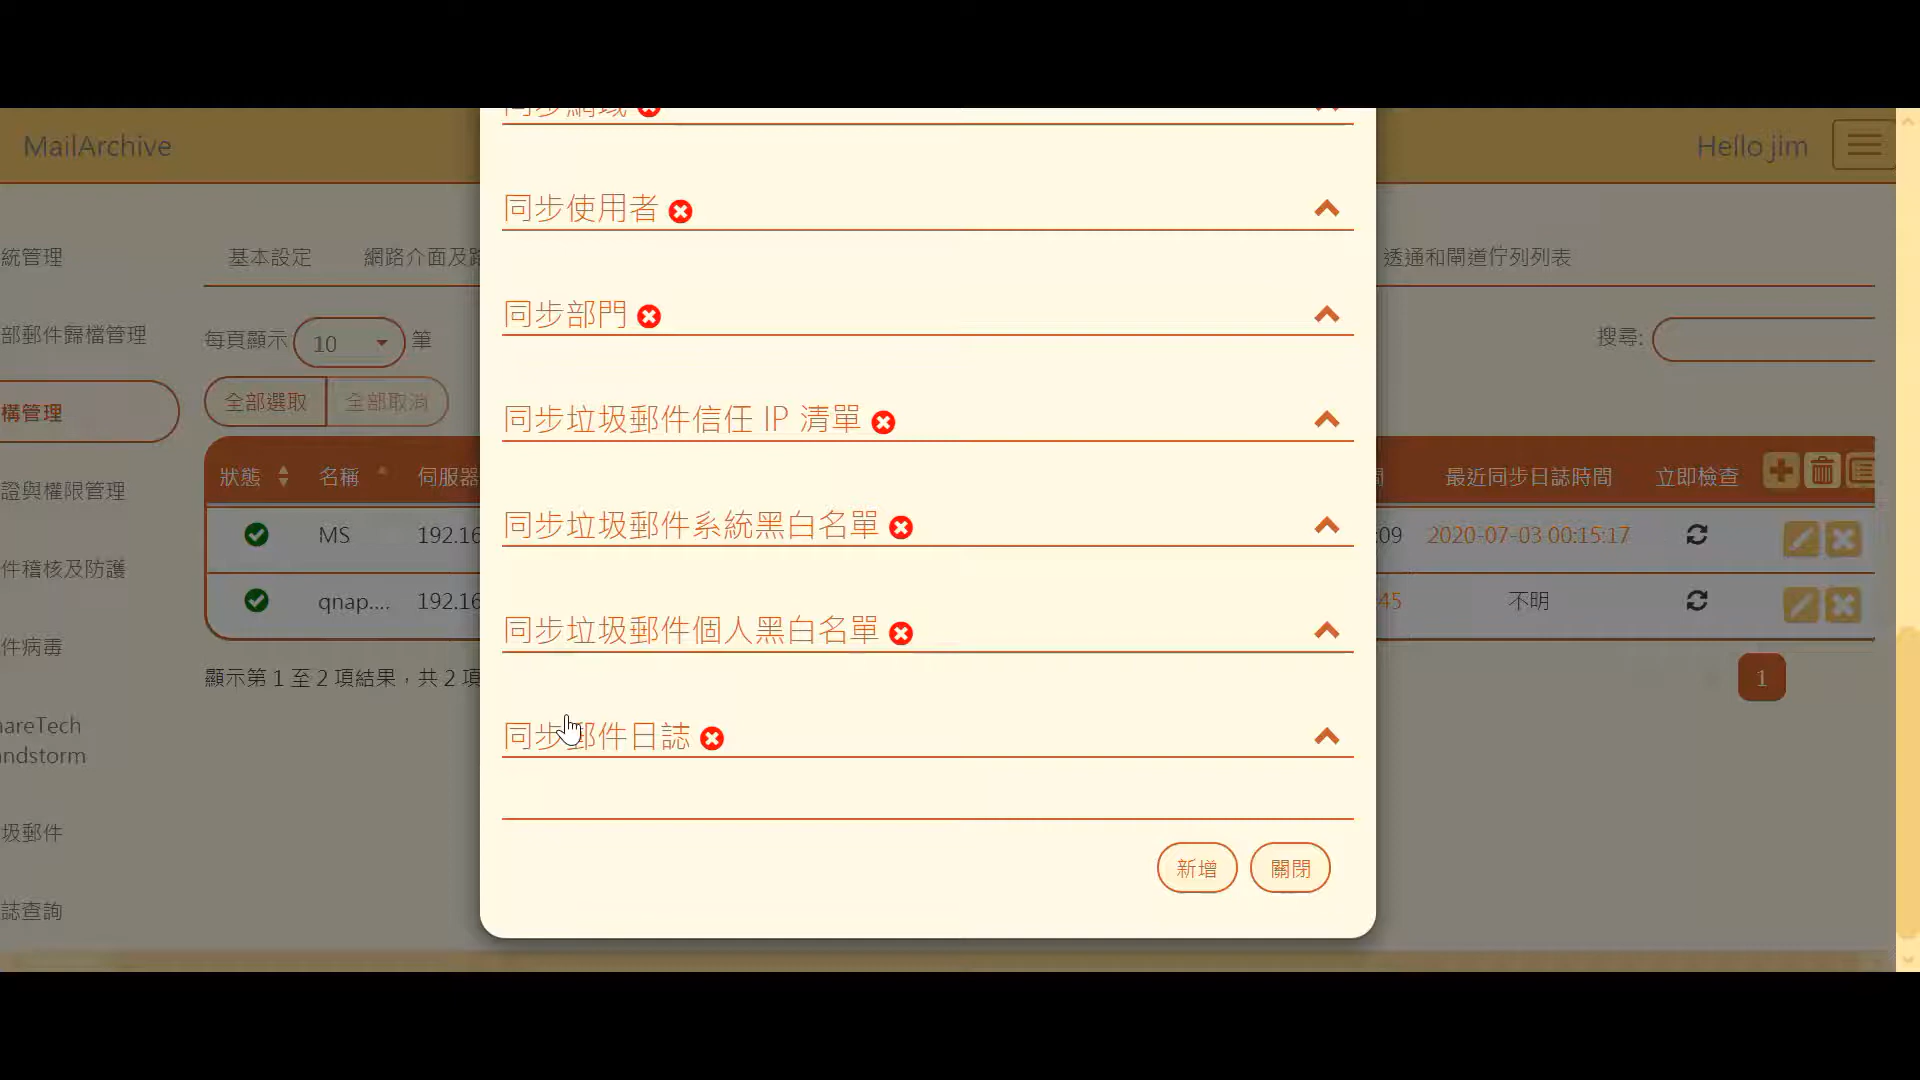 同步網域
MailArchive
Hello jim
同步使用者
統管理
基本設定
網路介面及路
透通和閘道佇列列表
同步部門
部郵件歸檔管理
每頁顯示 10 筆
搜尋:
全部選取
全部取消
構管理
同步垃圾郵件信任 IP 清單
狀態
名稱
伺服器
間
最近同步日誌時間
立即檢查
證與權限管理
同步垃圾郵件系統黑白名單
MS
192.16
:09
2020-07-03 00:15:17
件稽核及防護
qnap....
192.16
45
不明
同步垃圾郵件個人黑白名單
件病毒
顯示第 1 至 2 項結果，共 2 項
1
areTech
ndstorm
同步郵件日誌
圾郵件
新增
關閉
誌查詢